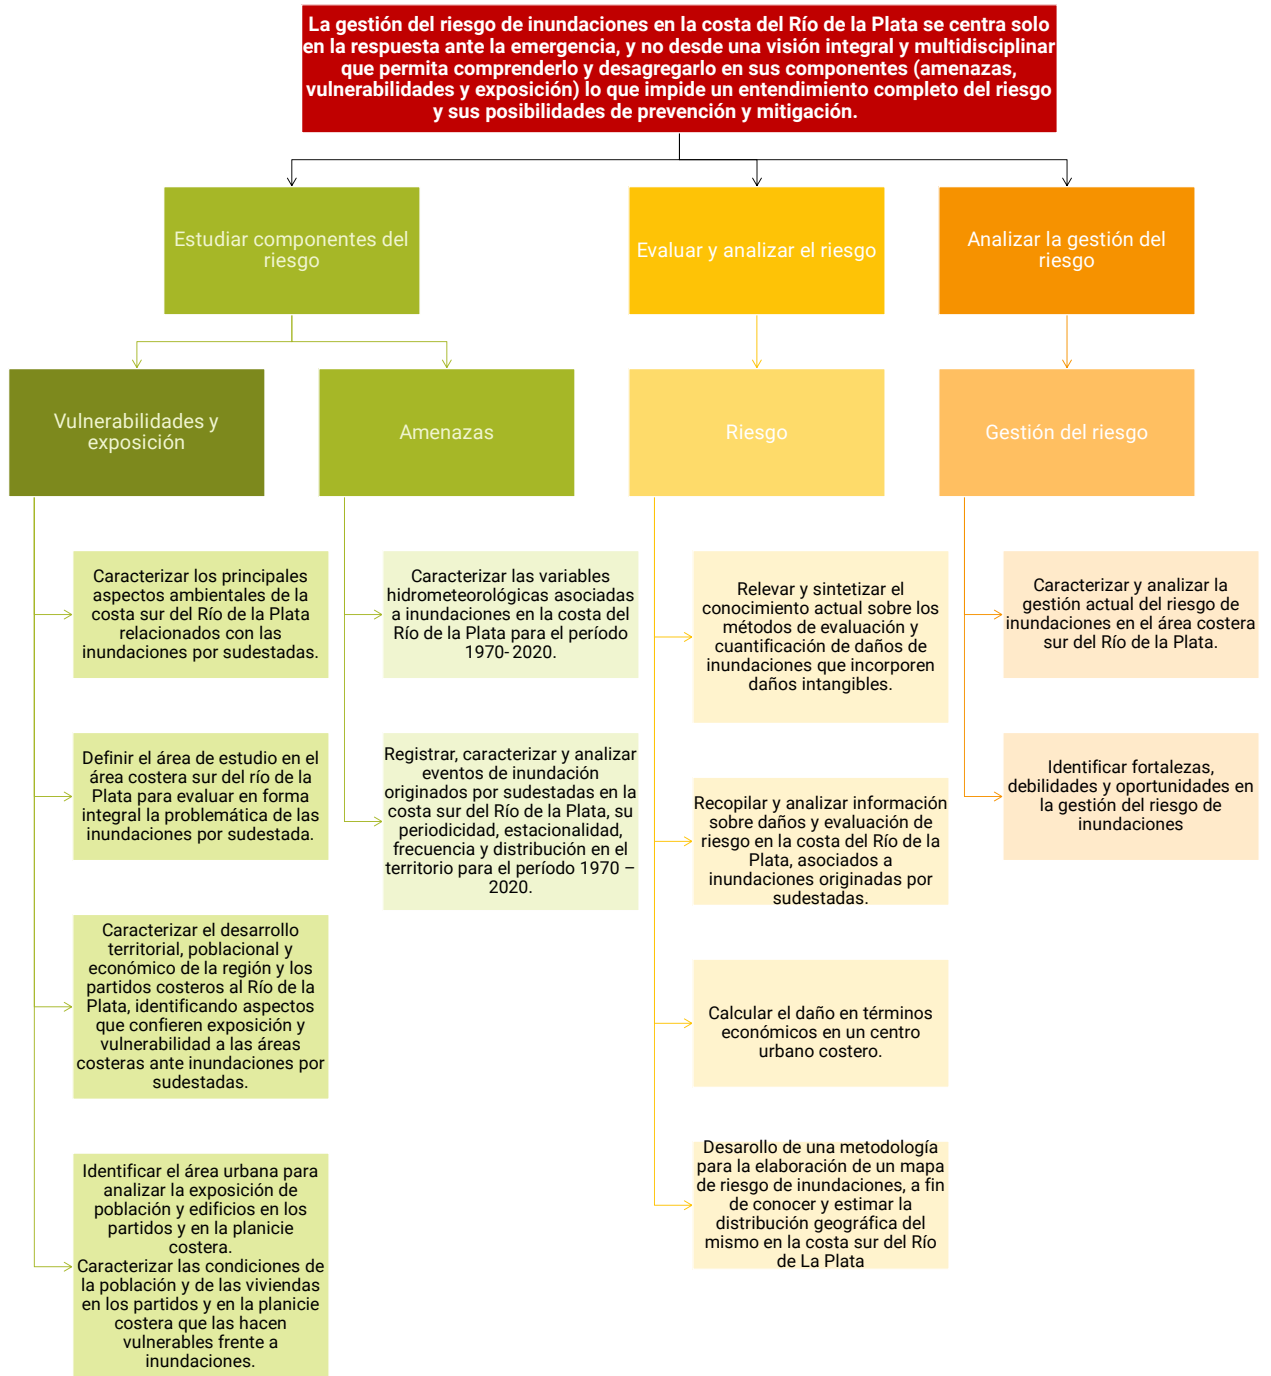 La gestión del riesgo de inundaciones en la costa del Río de la Plata se centra solo
en la respuesta ante la emergencia, y no desde una visión integral y multidisciplinar
que permita comprenderlo y desagregarlo en sus componentes (amenazas,
vulnerabilidades y exposición) lo que impide un entendimiento completo del riesgo
y sus posibilidades de prevención y mitigación.
Estudiar componentes del
riesgo
Evaluar y analizar el riesgo
Analizar la gestión del
riesgo
Vulnerabilidades y
exposición
Amenazas
Riesgo
Gestión del riesgo
Caracterizar los principales
aspectos ambientales de la
costa sur del Río de la Plata
relacionados con las
inundaciones por sudestadas.
Definir el área de estudio en el
área costera sur del río de la
Plata para evaluar en forma
integral la problemática de las
inundaciones por sudestada.
Caracterizar el desarrollo
territorial, poblacional y
económico de la región y los
partidos costeros al Río de la
Plata, identificando aspectos
que confieren exposición y
vulnerabilidad a las áreas
costeras ante inundaciones por
sudestadas.
Identificar el área urbana para
analizar la exposición de
población y edificios en los
partidos y en la planicie
costera.
Caracterizar las condiciones de
la población y de las viviendas
en los partidos y en la planicie
costera que las hacen
vulnerables frente a
inundaciones.
Caracterizar las variables
hidrometeorológicas asociadas
a inundaciones en la costa del
Río de la Plata para el período
1970- 2020.
Registrar, caracterizar y analizar
eventos de inundación
originados por sudestadas en la
costa sur del Río de la Plata, su
periodicidad, estacionalidad,
frecuencia y distribución en el
territorio para el período 1970 –
2020.
Relevar y sintetizar el
conocimiento actual sobre los
métodos de evaluación y
cuantificación de daños de
inundaciones que incorporen
daños intangibles.
Recopilar y analizar información
sobre daños y evaluación de
riesgo en la costa del Río de la
Plata, asociados a
inundaciones originadas por
sudestadas.
Calcular el daño en términos
económicos en un centro
urbano costero.
Desarollo de una metodología
para la elaboración de un mapa
de riesgo de inundaciones, a fin
de conocer y estimar la
distribución geográfica del
mismo en la costa sur del Río
de La Plata
Caracterizar y analizar la
gestión actual del riesgo de
inundaciones en el área costera
sur del Río de la Plata.
Identificar fortalezas,
debilidades y oportunidades en
la gestión del riesgo de
inundaciones